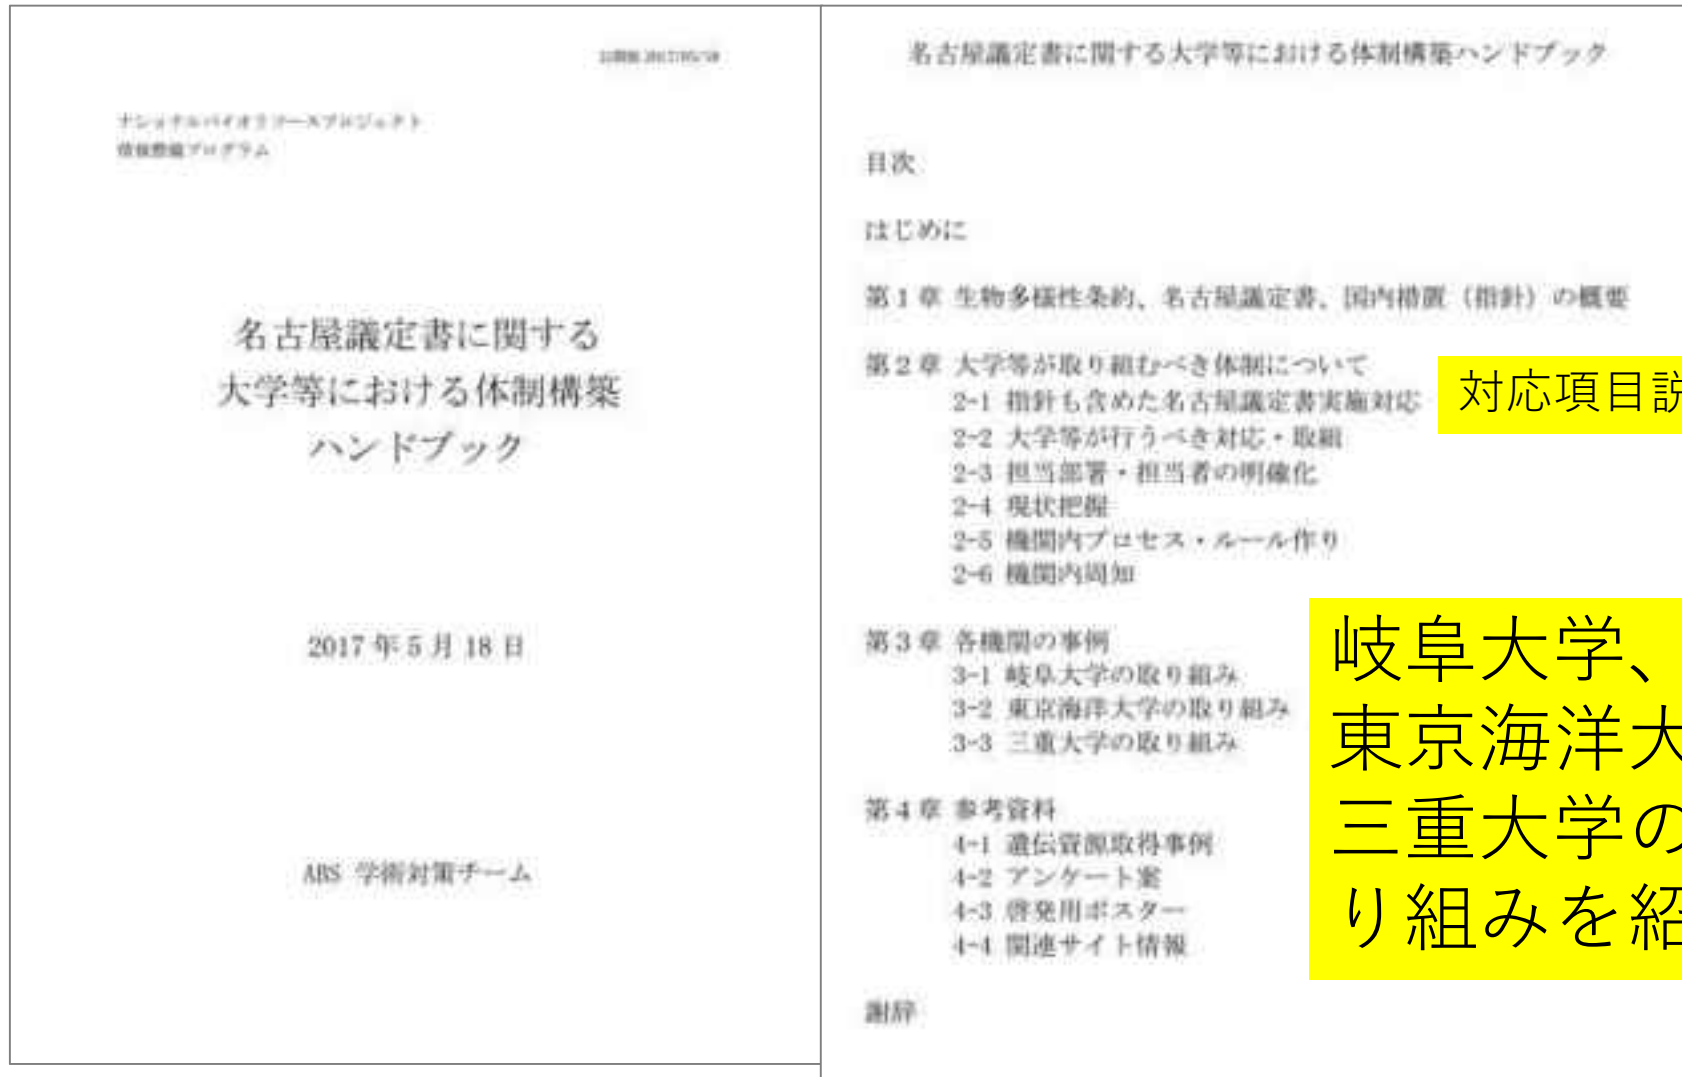 公開版 2017/05/18
ナショナルバイオリソースプロジェクト
情報整備プログラム
名古屋議定書に関する
大学等における体制構築
ハンドブック
2017 年 5 月 18 日
ABS 学術対策チーム
名古屋議定書に関する大学等における体制構築ハンドブック
目次
はじめに
第 1 章 生物多様性条約、名古屋議定書、国内措置（指針）の概要
第 2 章 大学等が取り組むべき体制について
2-1 指針も含めた名古屋議定書実施対応
2-2 大学等が行うべき対応・取組
2-3 担当部署・担当者の明確化
2-4 現状把握
2-5 機関内プロセス・ルール作り
2-6 機関内周知
対応項目説
第 3 章 各機関の事例
3-1 岐阜大学の取り組み
3-2 東京海洋大学の取り組み
3-3 三重大学の取り組み
岐阜大学、
東京海洋大
三重大学の
り組みを紹
第 4 章 参考資料
4-1 遺伝資源取得事例
4-2 アンケート案
4-3 啓発用ポスター
4-4 関連サイト情報
謝辞